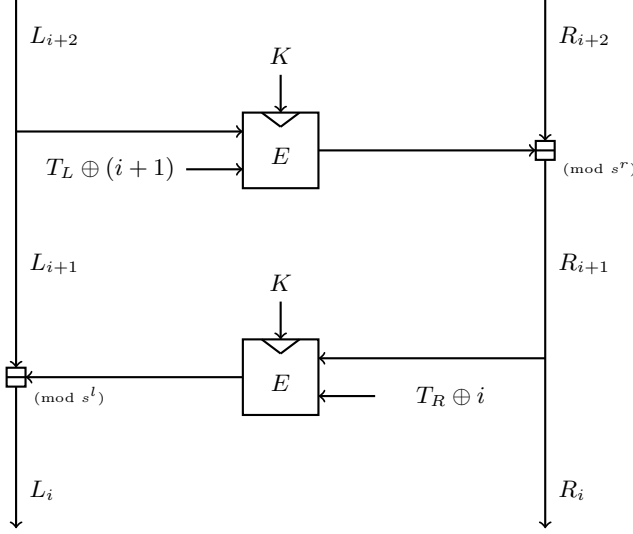 L_{i+2} R_{i+2}
K
T_L ⊕ (i + 1) E
(mod s^r)
L_{i+1} R_{i+1}
K
E
(mod s^l) T_R ⊕ i
L_i R_i